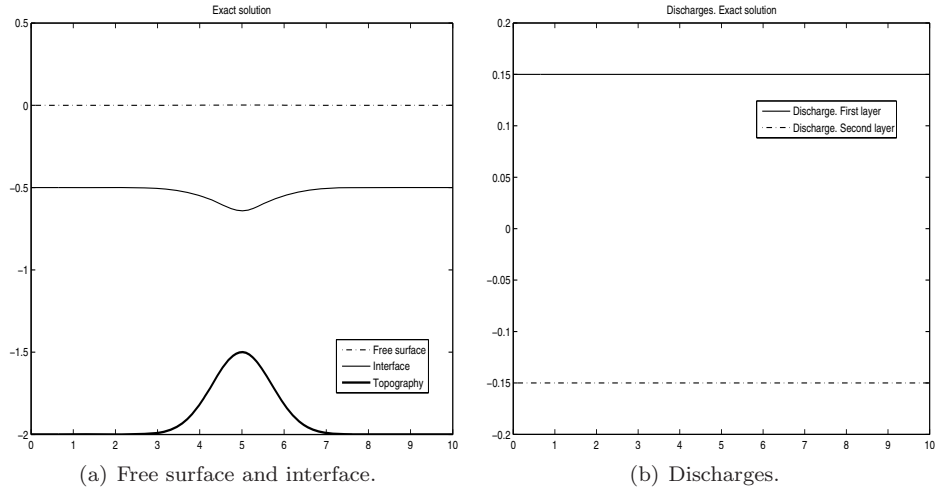 Exact solution
0.5
0
−0.5
−1
−1.5
−2
0 1 2 3 4 5 6 7 8 9 10
Free surface
Interface
Topography
(a) Free surface and interface.
Discharges. Exact solution
0.2
0.15
0.1
0.05
0
−0.05
−0.1
−0.15
−0.2
0 1 2 3 4 5 6 7 8 9 10
Discharge. First layer
Discharge. Second layer
(b) Discharges.